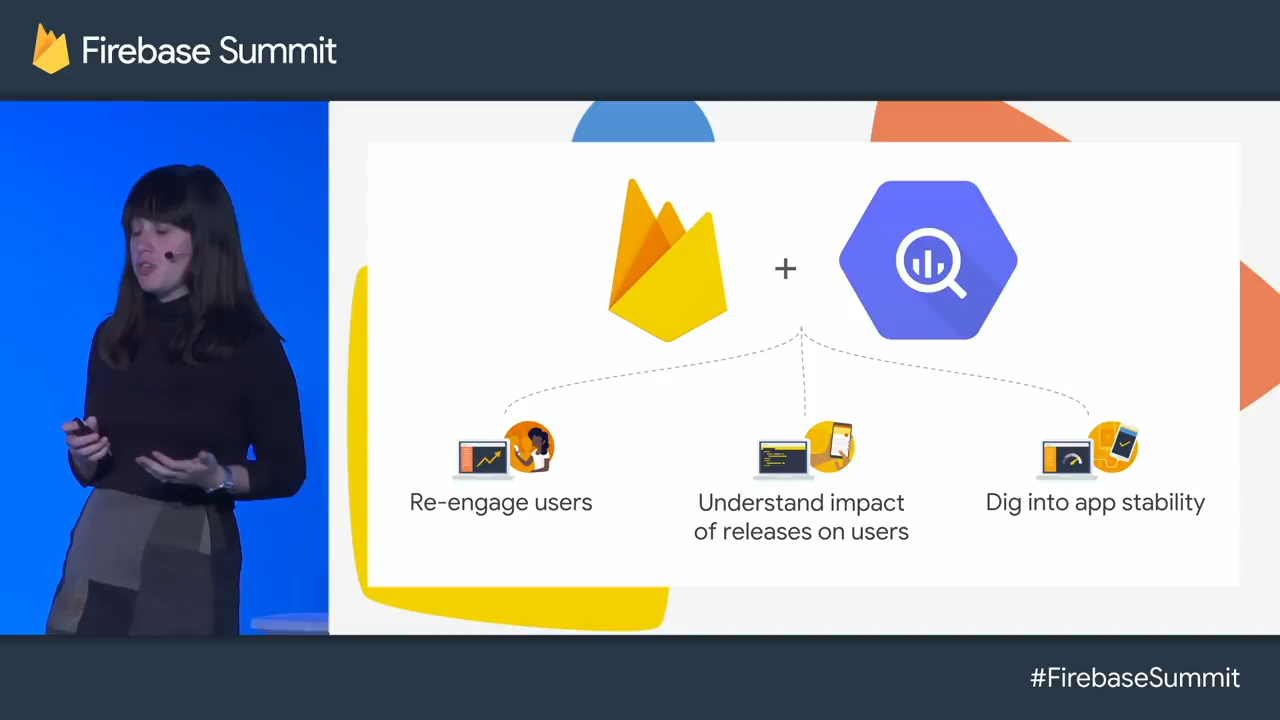 Firebase Summit
+
Re-engage users
Understand impact
of releases on users
Dig into app stability
#FirebaseSummit